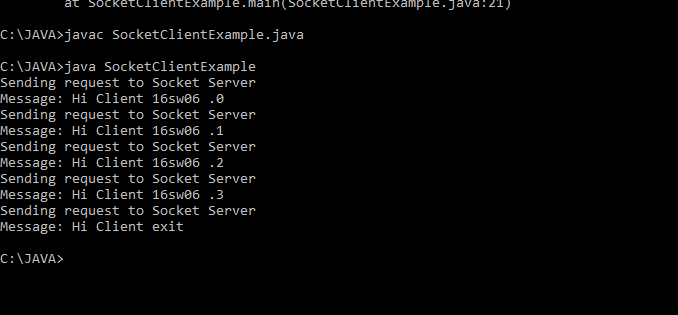 at SocketClientExample.main(SocketClientExample.java:21)
C:\JAVA>javac SocketClientExample.java
C:\JAVA>java SocketClientExample
Sending request to Socket Server
Message: Hi Client 16sw06 .0
Sending request to Socket Server
Message: Hi Client 16sw06 .1
Sending request to Socket Server
Message: Hi Client 16sw06 .2
Sending request to Socket Server
Message: Hi Client 16sw06 .3
Sending request to Socket Server
Message: Hi Client exit
C:\JAVA>